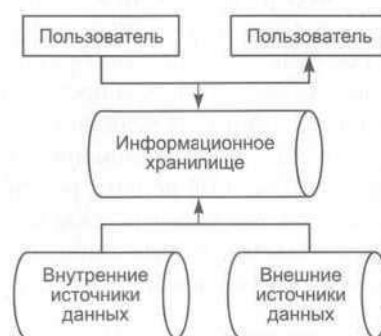 Пользователь
Пользователь
Информационное
хранилище
Внутренние
источники
данных
Внешние
источники
данных